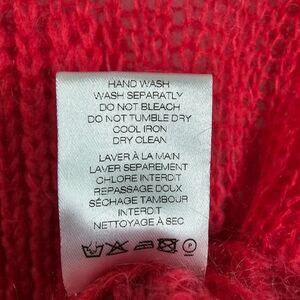 HAND WASH
WASH SEPARATLY
DO NOT BLEACH
DO NOT TUMBLE DRY
COOL IRON
DRY CLEAN
LAVER À LA MAIN
LAVER SEPAREMENT
CHLORE INTERDIT
REPASSAGE DOUX
SÉCHAGE TAMBOUR
INTERDIT
NETTOYAGE À SEC
P